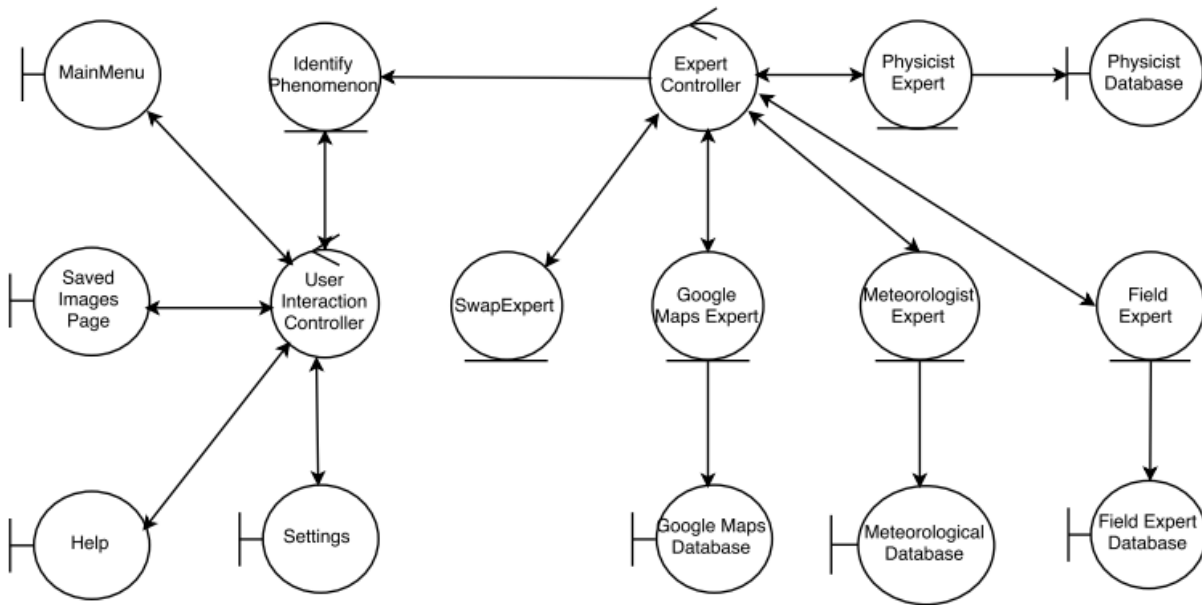 MainMenu
Identify
Phenomenon
Expert
Controller
Physicist
Expert
Physicist
Database
Saved
Images
Page
User
Interaction
Controller
SwapExpert
Google
Maps Expert
Meteorologist
Expert
Field
Expert
Help
Settings
Google Maps
Database
Meteorological
Database
Field Expert
Database